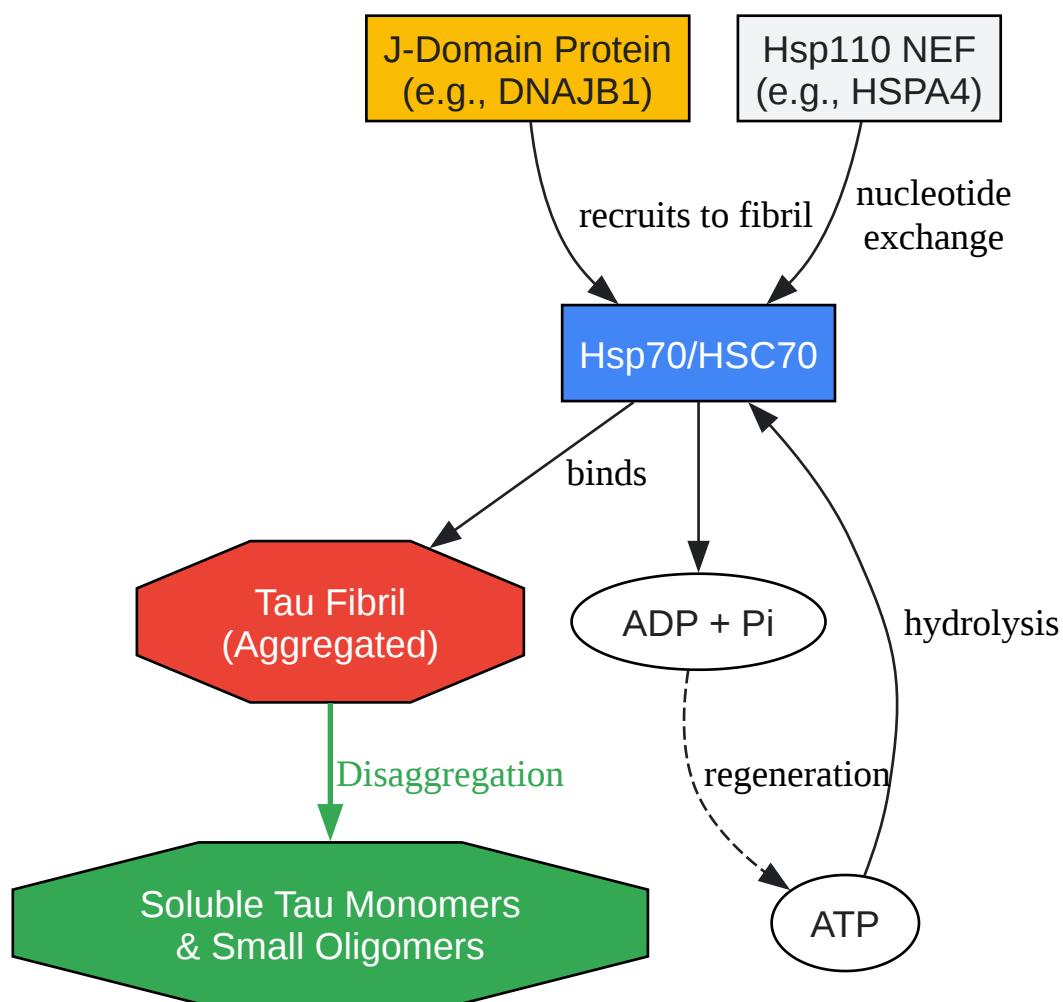 J-Domain Protein
(e.g., DNAJB1)
Hsp110 NEF
(e.g., HSPA4)
recruits to fibril
nucleotide
exchange
Hsp70/HSC70
binds
Tau Fibril
(Aggregated)
ADP + Pi
hydrolysis
Disaggregation
regeneration
Soluble Tau Monomers
& Small Oligomers
ATP